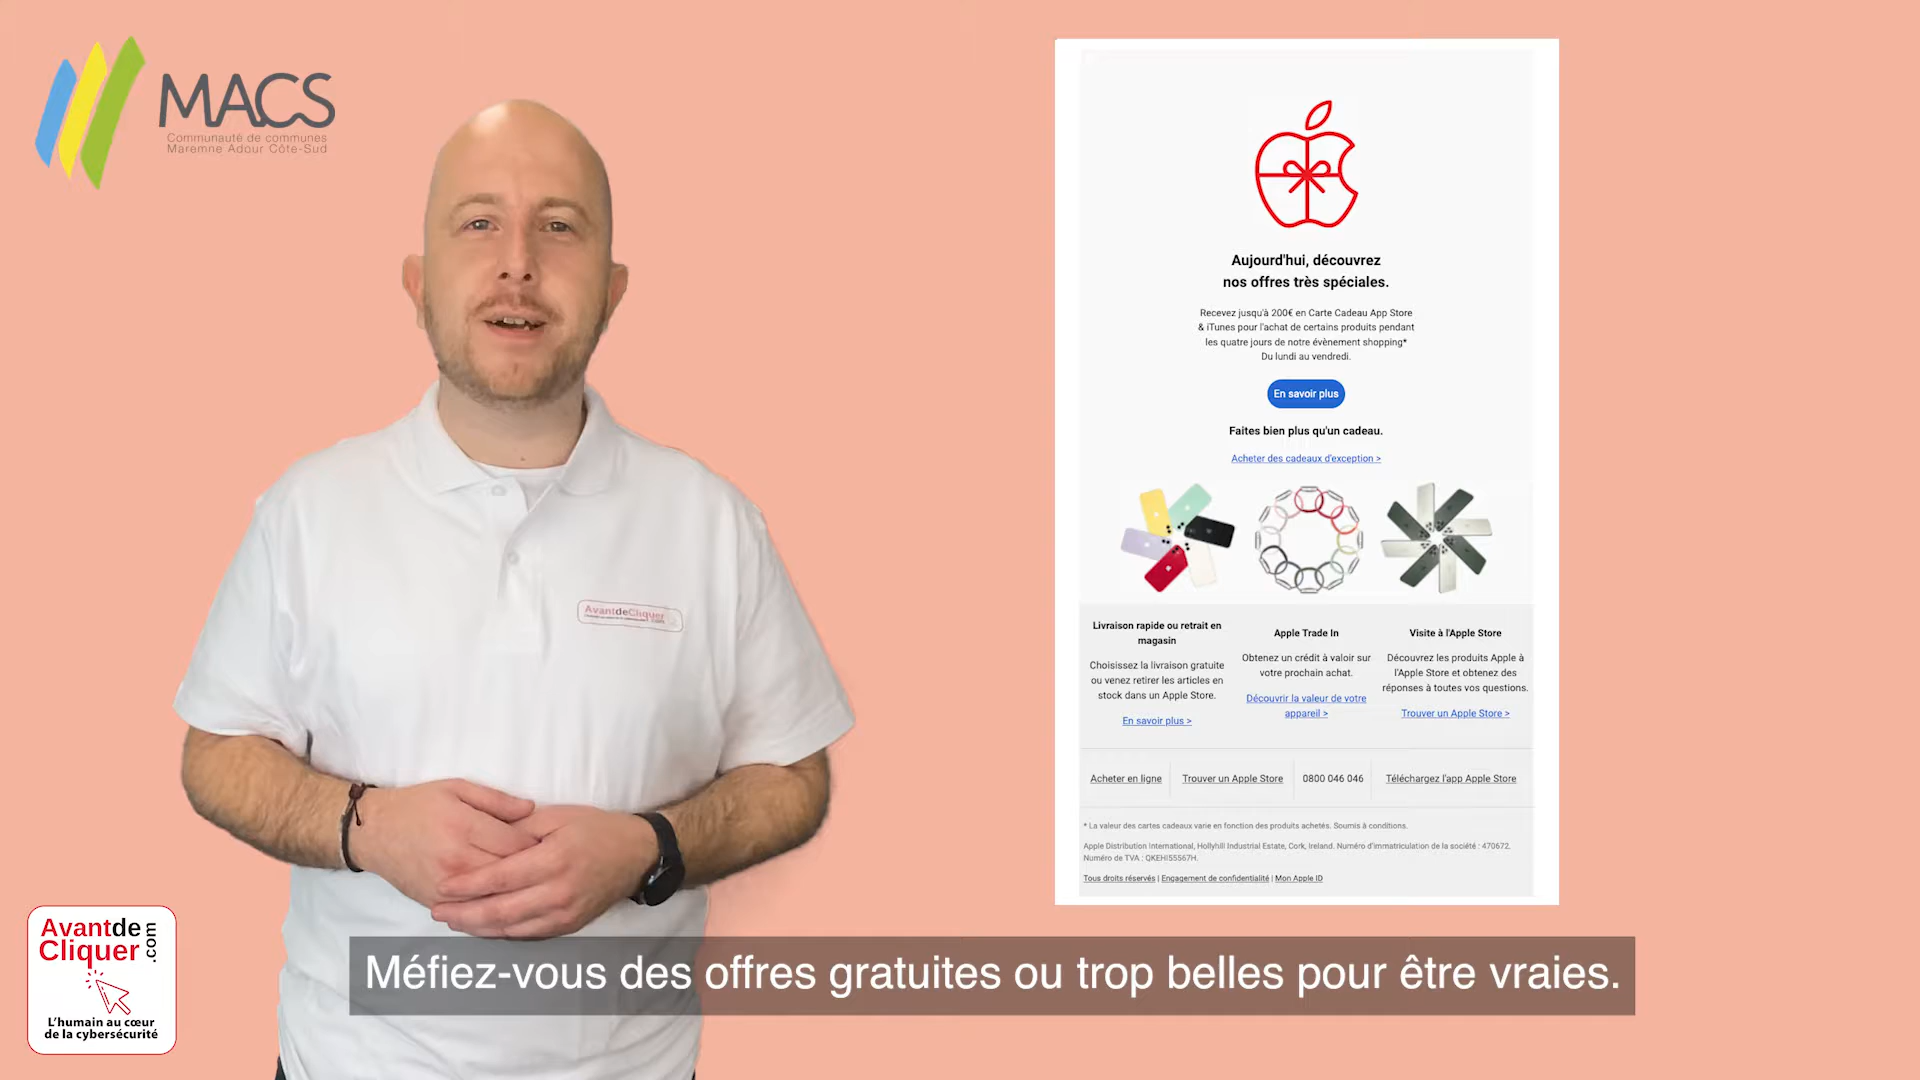 MACS
Communauté de communes
Maremne Adour Côte-Sud
Aujourd'hui, découvrez
nos offres très spéciales.
Recevez jusqu'à 200€ en Carte Cadeau App Store
& iTunes pour l'achat de certains produits pendant
les quatre jours de notre évènement shopping*
Du lundi au vendredi.
En savoir plus
Faites bien plus qu'un cadeau.
Acheter des cadeaux d'exception >
Livraison rapide ou retrait en
magasin
Choisissez la livraison gratuite
ou venez retirer les articles en
stock dans un Apple Store.
En savoir plus >
Apple Trade In
Obtenez un crédit à valoir sur
votre prochain achat.
Découvrir la valeur de votre
appareil >
Visite à l'Apple Store
Découvrez les produits Apple à
l'Apple Store et obtenez des
réponses à toutes vos questions.
Trouver un Apple Store >
Acheter en ligne
Trouver un Apple Store
0800 046 046
Téléchargez l'app Apple Store
* La valeur des cartes cadeaux varie en fonction des produits achetés. Soumis à conditions.
Apple Distribution International, Hollyhill Industrial Estate, Cork, Ireland. Numéro d'immatriculation de la société : 470672.
Numéro de TVA : QKEHI55567H.
Tous droits réservés | Engagement de confidentialité | Mon Apple ID
AvantdeCliquer
Avantde
Cliquer
.com
L'humain au cœur
de la cybersécurité
Méfiez-vous des offres gratuites ou trop belles pour être vraies.